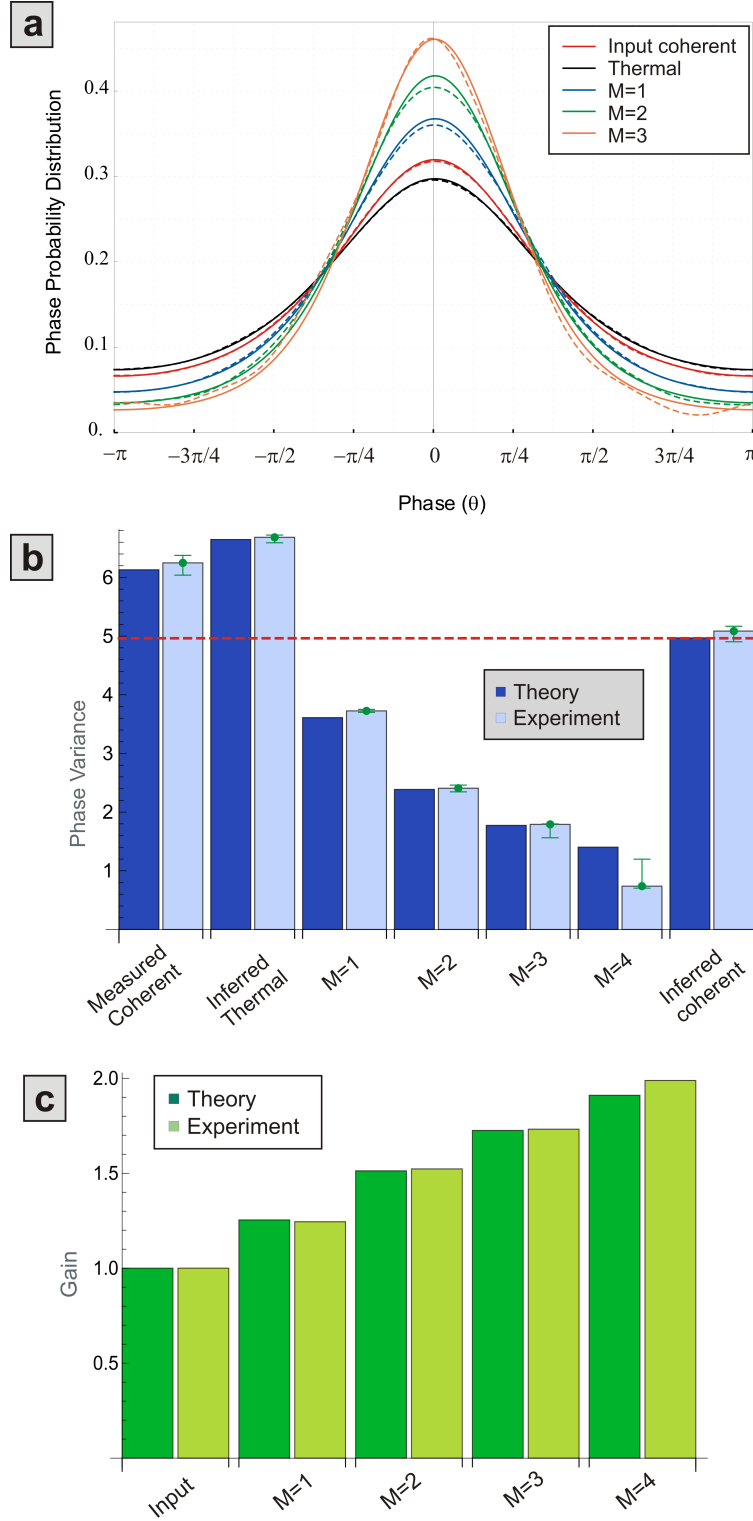 a
Phase Probability Distribution
0.4
0.3
0.2
0.1
0.
Input coherent
Thermal
M=1
M=2
M=3
−π
−3π/4
−π/2
−π/4
0
π/4
π/2
3π/4
π
Phase (θ)
b
Phase Variance
6
5
4
3
2
1
Theory
Experiment
Measured
Coherent
Inferred
Thermal
M=1
M=2
M=3
M=4
Inferred
coherent
c
Gain
2.0
1.5
1.0
0.5
Theory
Experiment
Input
M=1
M=2
M=3
M=4